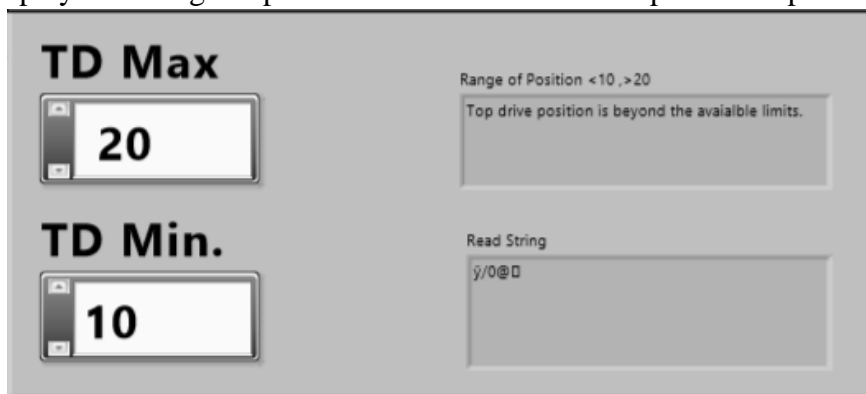 TD Max
20
Range of Position <10 ,>20
Top drive position is beyond the avaialble limits.
TD Min.
10
Read String
ÿ/0@▯